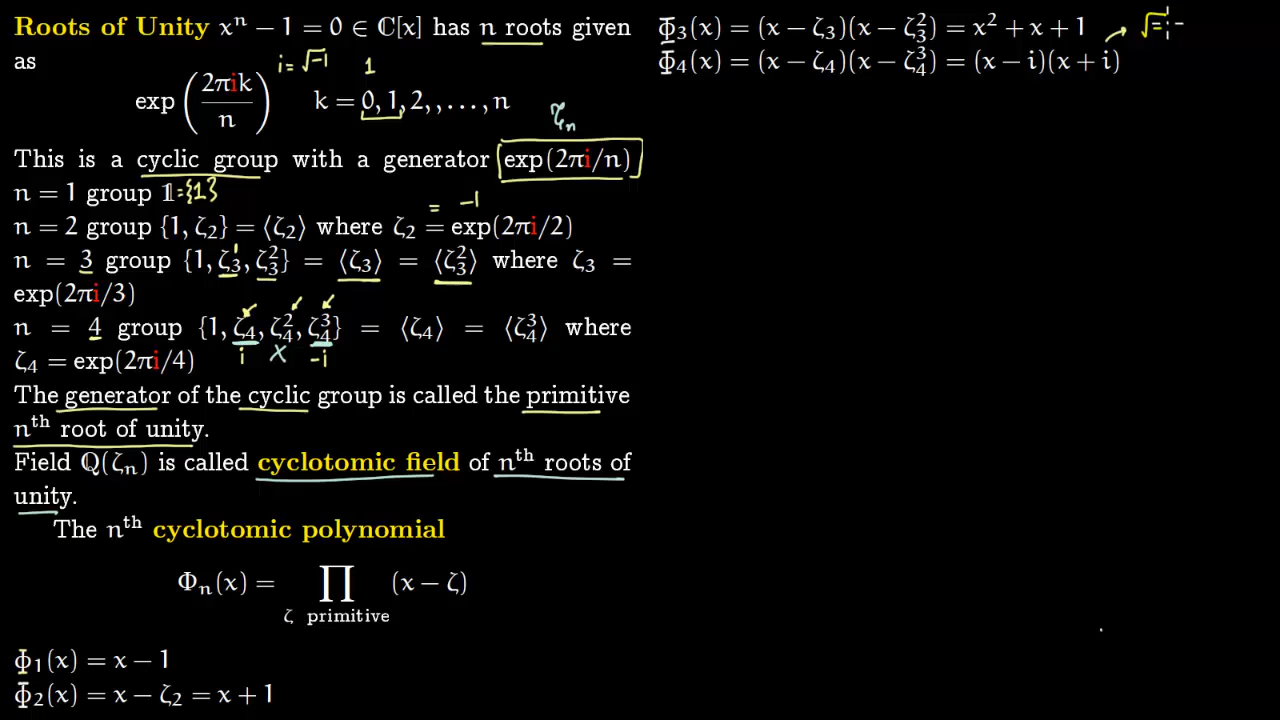 Roots of Unity xⁿ − 1 = 0 ∈ ℂ[x] has n roots given
as
i = √−1 1
exp(2πik/n) k = 0, 1, 2, , . . . , n
ζₙ
This is a cyclic group with a generator exp(2πi/n)
n = 1 group 𝟙 = {1}
= −1
n = 2 group {1, ζ₂} = ⟨ζ₂⟩ where ζ₂ = exp(2πi/2)
n = 3 group {1, ζ₃¹, ζ₃²} = ⟨ζ₃⟩ = ⟨ζ₃²⟩ where ζ₃ =
exp(2πi/3)
n = 4 group {1, ζ₄, ζ₄², ζ₄³} = ⟨ζ₄⟩ = ⟨ζ₄³⟩ where
i X −i
ζ₄ = exp(2πi/4)
The generator of the cyclic group is called the primitive
nᵗʰ root of unity.
Field ℚ(ζₙ) is called cyclotomic field of nᵗʰ roots of
unity.
The nᵗʰ cyclotomic polynomial
Φₙ(x) = ∏ (x − ζ)
ζ primitive
Φ₁(x) = x − 1
Φ₂(x) = x − ζ₂ = x + 1
Φ₃(x) = (x − ζ₃)(x − ζ₃²) = x² + x + 1
Φ₄(x) = (x − ζ₄)(x − ζ₄³) = (x − i)(x + i)